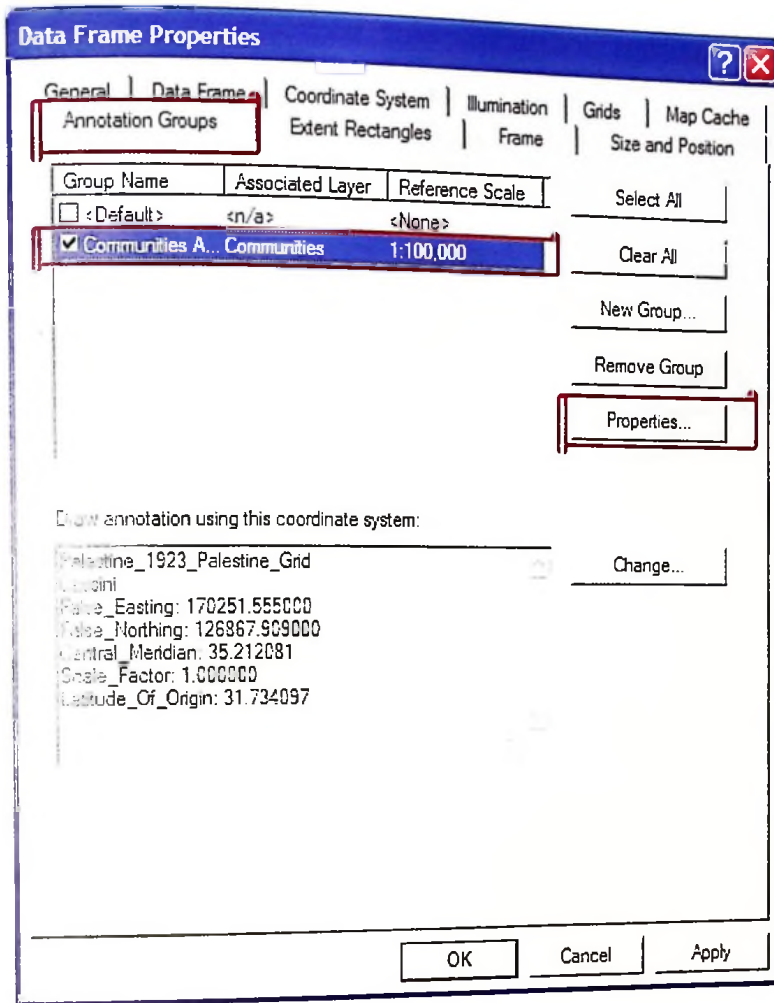 Data Frame Properties
General Data Frame Coordinate System Illumination Grids Map Cache
Annotation Groups Extent Rectangles Frame Size and Position
Group Name Associated Layer Reference Scale
<Default> <n/a> <None>
Communities A... Communities 1:100,000
Select All
Clear All
New Group...
Remove Group
Properties...
Draw annotation using this coordinate system:
Palestine_1923_Palestine_Grid
Cassini
False_Easting: 170251.555000
False_Northing: 126867.909000
Central_Meridian: 35.212081
Scale_Factor: 1.000000
Latitude_Of_Origin: 31.734097
Change...
OK Cancel Apply